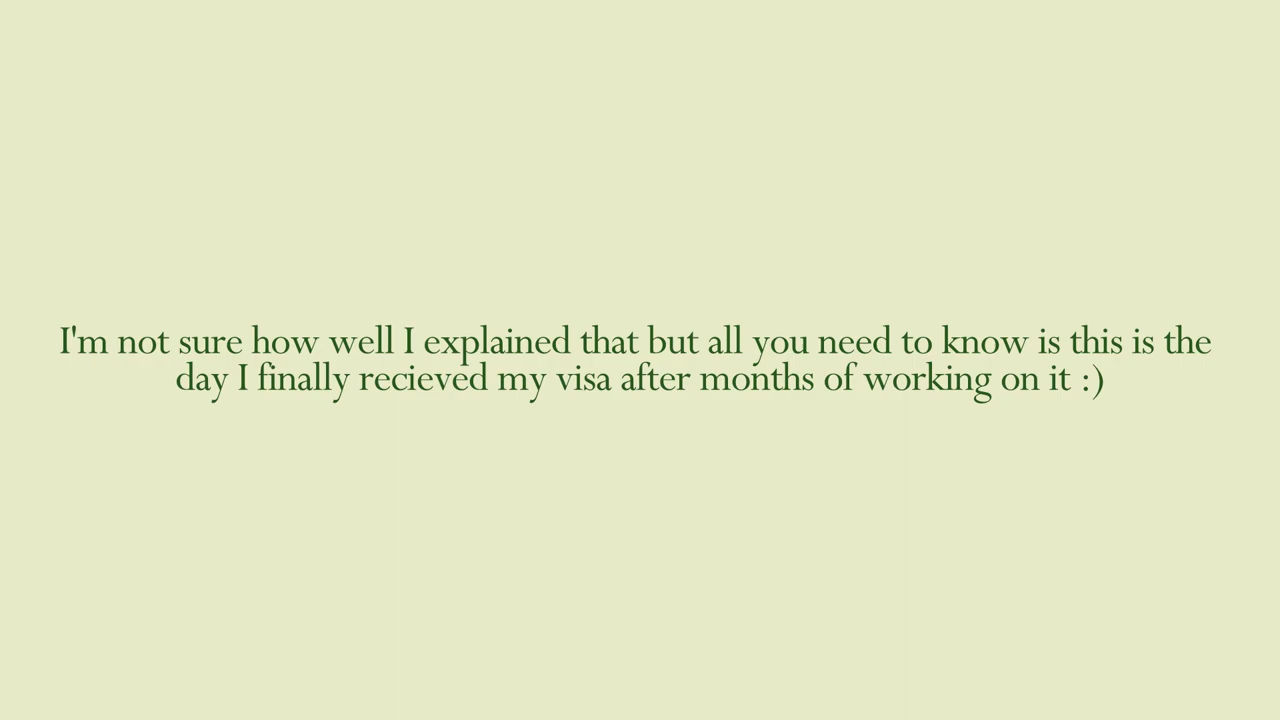 I'm not sure how well I explained that but all you need to know is this is the
day I finally recieved my visa after months of working on it :)